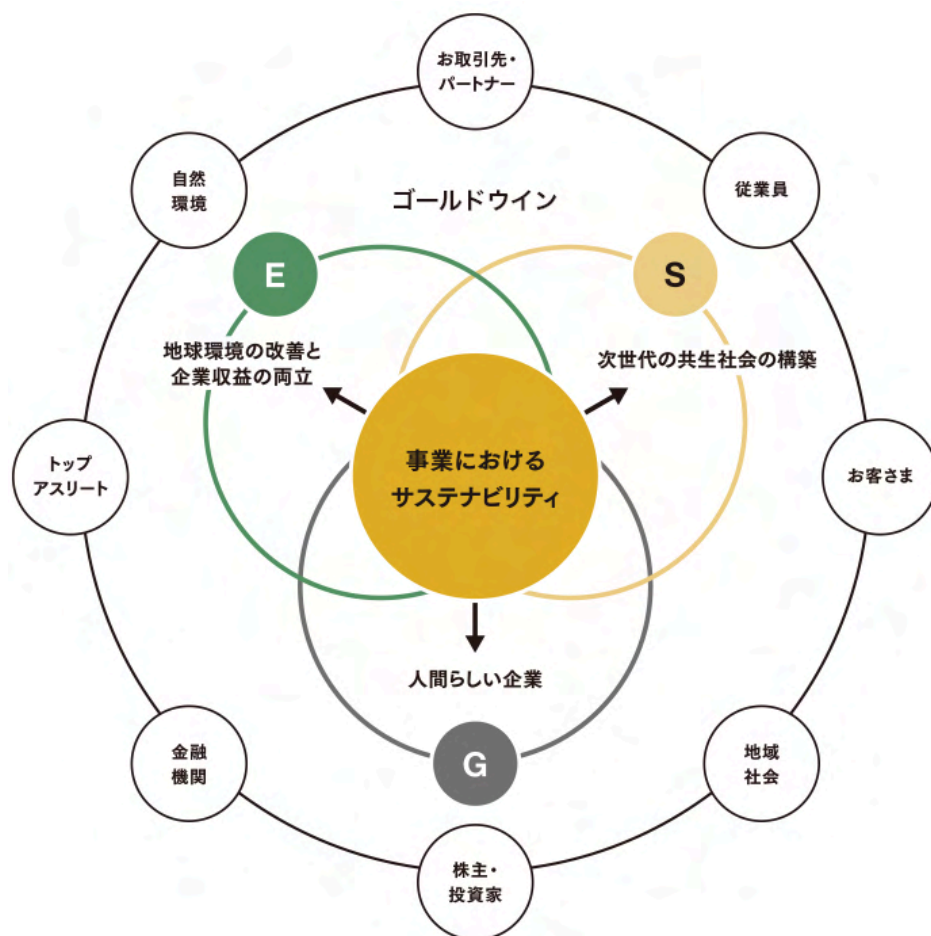 お取引先・
パートナー
自然
環境
従業員
ゴールドウイン
E
S
地球環境の改善と
企業収益の両立
次世代の共生社会の構築
トップ
アスリート
事業における
サステナビリティ
お客さま
人間らしい企業
金融
機関
G
地域
社会
株主・
投資家